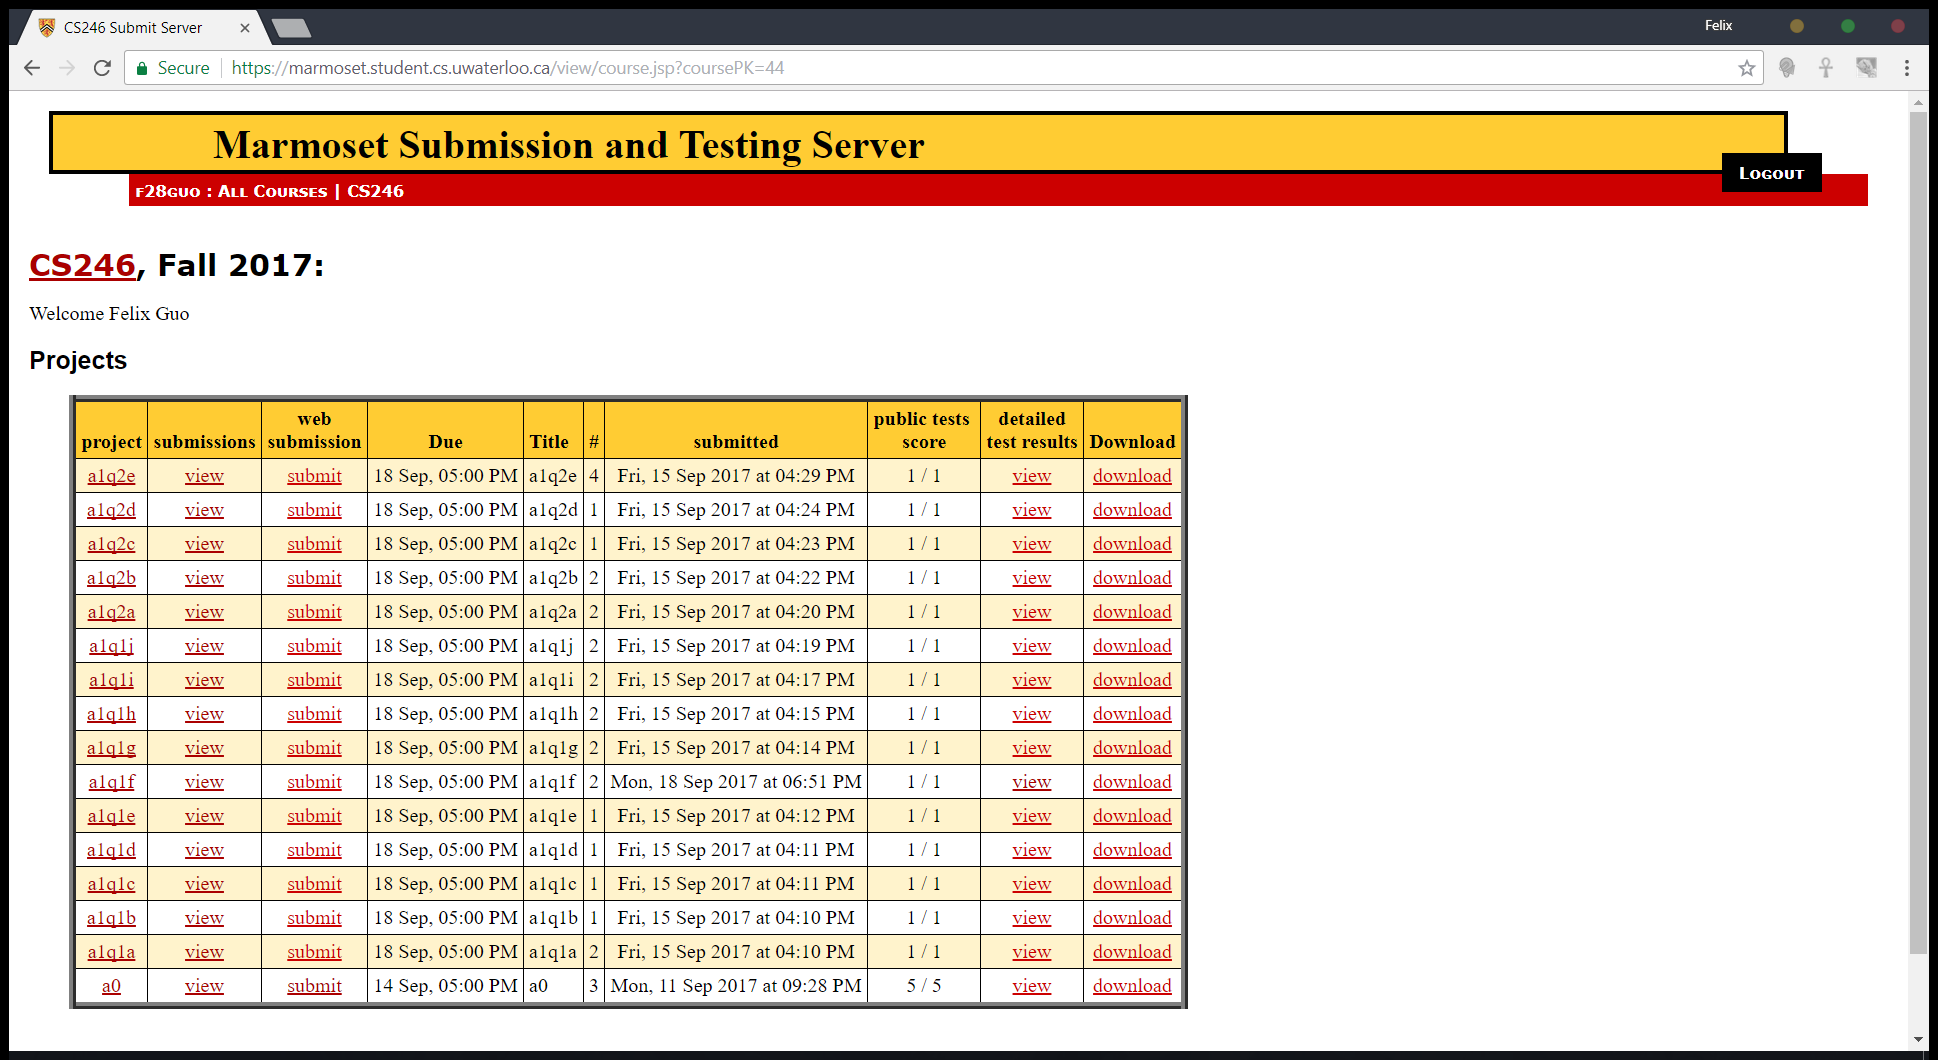 CS246 Submit Server
Felix
Secure https://marmoset.student.cs.uwaterloo.ca/view/course.jsp?coursePK=44
Marmoset Submission and Testing Server
Logout
f28guo : All Courses | CS246
CS246, Fall 2017:
Welcome Felix Guo
Projects
project submissions web submission Due Title # submitted public tests score detailed test results Download
a1q2e view submit 18 Sep, 05:00 PM a1q2e 4 Fri, 15 Sep 2017 at 04:29 PM 1 / 1 view download
a1q2d view submit 18 Sep, 05:00 PM a1q2d 1 Fri, 15 Sep 2017 at 04:24 PM 1 / 1 view download
a1q2c view submit 18 Sep, 05:00 PM a1q2c 1 Fri, 15 Sep 2017 at 04:23 PM 1 / 1 view download
a1q2b view submit 18 Sep, 05:00 PM a1q2b 2 Fri, 15 Sep 2017 at 04:22 PM 1 / 1 view download
a1q2a view submit 18 Sep, 05:00 PM a1q2a 2 Fri, 15 Sep 2017 at 04:20 PM 1 / 1 view download
a1q1j view submit 18 Sep, 05:00 PM a1q1j 2 Fri, 15 Sep 2017 at 04:19 PM 1 / 1 view download
a1q1i view submit 18 Sep, 05:00 PM a1q1i 2 Fri, 15 Sep 2017 at 04:17 PM 1 / 1 view download
a1q1h view submit 18 Sep, 05:00 PM a1q1h 2 Fri, 15 Sep 2017 at 04:15 PM 1 / 1 view download
a1q1g view submit 18 Sep, 05:00 PM a1q1g 2 Fri, 15 Sep 2017 at 04:14 PM 1 / 1 view download
a1q1f view submit 18 Sep, 05:00 PM a1q1f 2 Mon, 18 Sep 2017 at 06:51 PM 1 / 1 view download
a1q1e view submit 18 Sep, 05:00 PM a1q1e 1 Fri, 15 Sep 2017 at 04:12 PM 1 / 1 view download
a1q1d view submit 18 Sep, 05:00 PM a1q1d 1 Fri, 15 Sep 2017 at 04:11 PM 1 / 1 view download
a1q1c view submit 18 Sep, 05:00 PM a1q1c 1 Fri, 15 Sep 2017 at 04:11 PM 1 / 1 view download
a1q1b view submit 18 Sep, 05:00 PM a1q1b 1 Fri, 15 Sep 2017 at 04:10 PM 1 / 1 view download
a1q1a view submit 18 Sep, 05:00 PM a1q1a 2 Fri, 15 Sep 2017 at 04:10 PM 1 / 1 view download
a0 view submit 14 Sep, 05:00 PM a0 3 Mon, 11 Sep 2017 at 09:28 PM 5 / 5 view download